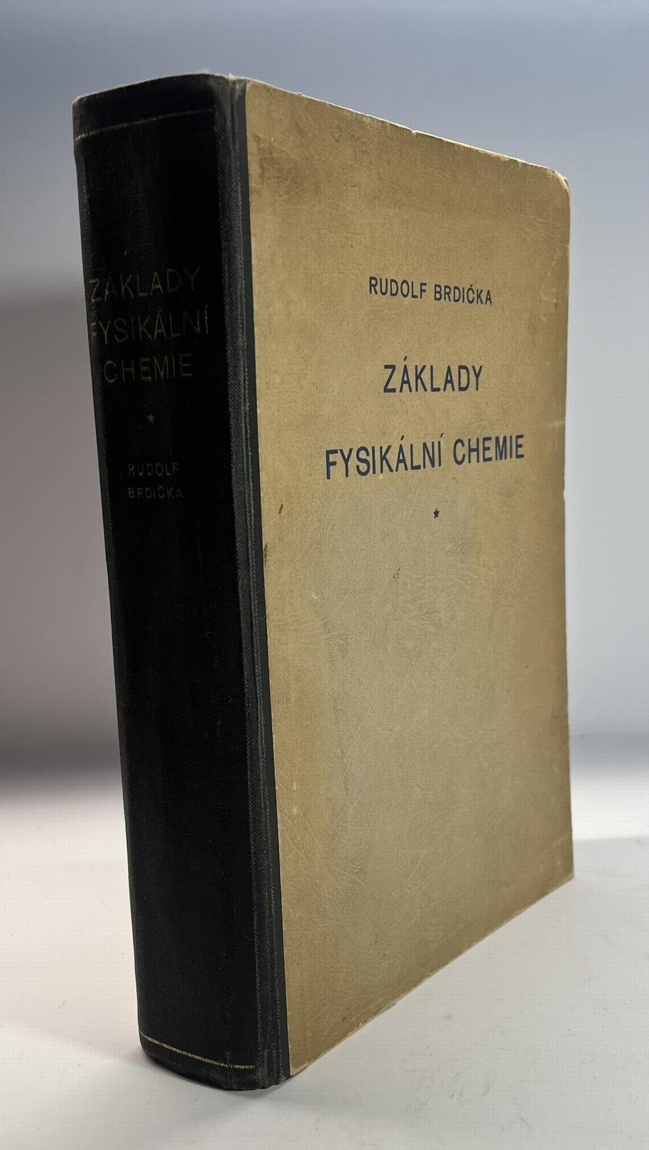 ZÁKLADY
FYSIKÁLNÍ
CHEMIE
*
RUDOLF
BRDIČKA
RUDOLF BRDIČKA
ZÁKLADY
FYSIKÁLNÍ CHEMIE
*